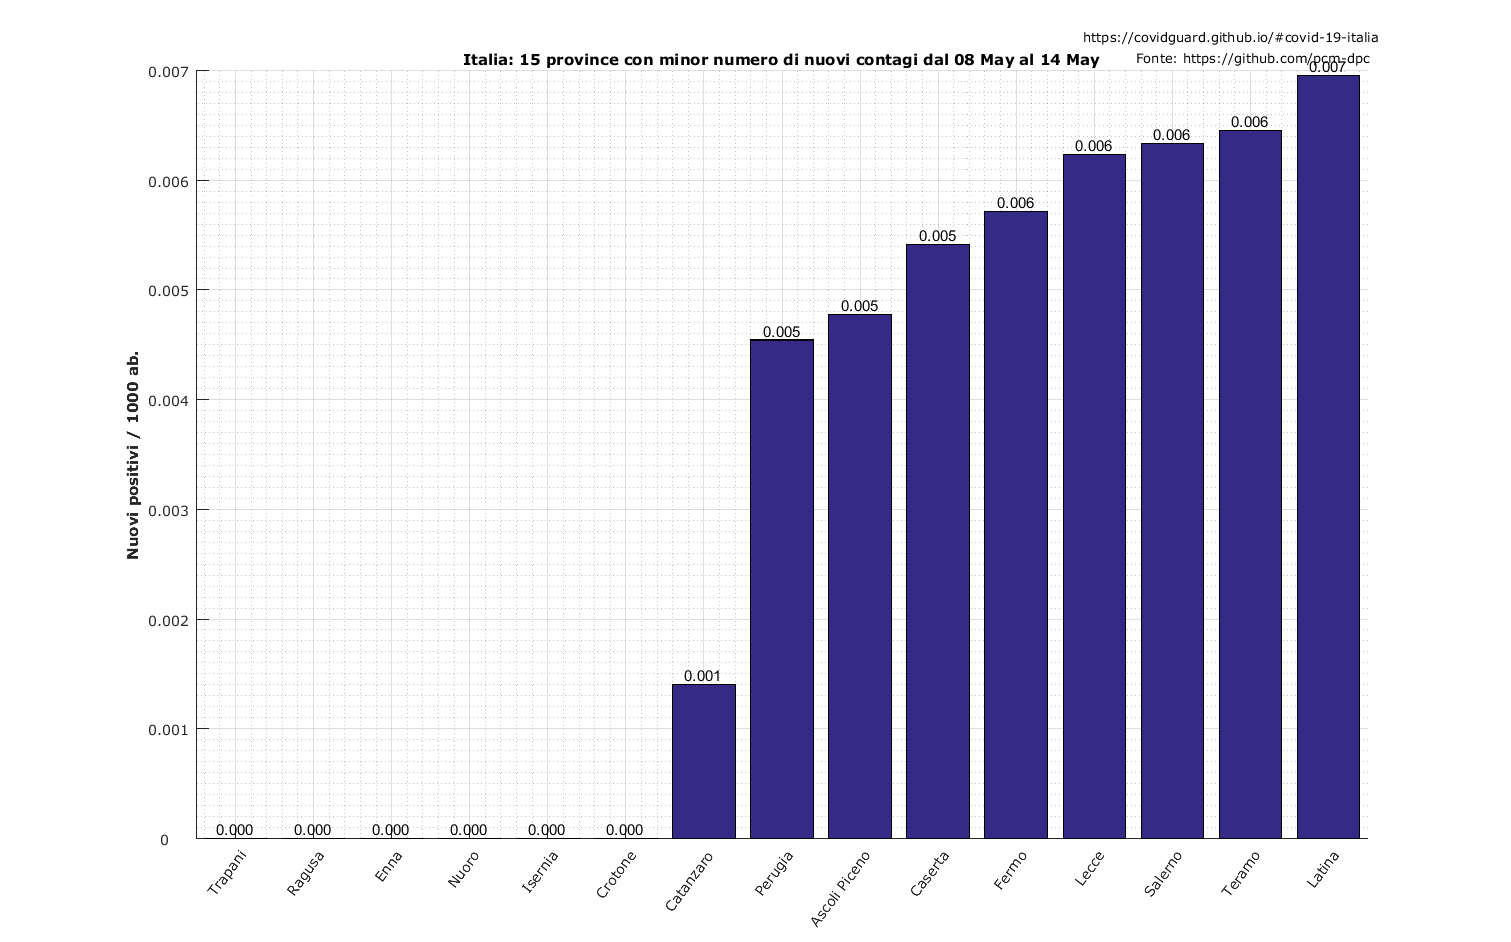 https://covidguard.github.io/#covid-19-italia
Italia: 15 province con minor numero di nuovi contagi dal 08 May al 14 May
Fonte: https://github.com/pcm-dpc
Nuovi positivi / 1000 ab.
0.007
0.006
0.005
0.004
0.003
0.002
0.001
0
0.000
0.000
0.000
0.000
0.000
0.000
0.001
0.005
0.005
0.005
0.006
0.006
0.006
0.006
0.007
Trapani
Ragusa
Enna
Nuoro
Isernia
Crotone
Catanzaro
Perugia
Ascoli Piceno
Caserta
Fermo
Lecce
Salerno
Teramo
Latina